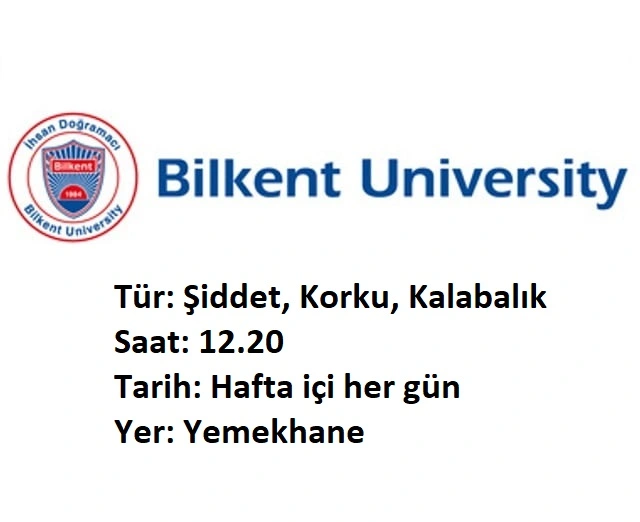 İhsan Doğramacı
Bilkent
1984
Bilkent University
Bilkent University
Tür: Şiddet, Korku, Kalabalık
Saat: 12.20
Tarih: Hafta içi her gün
Yer: Yemekhane